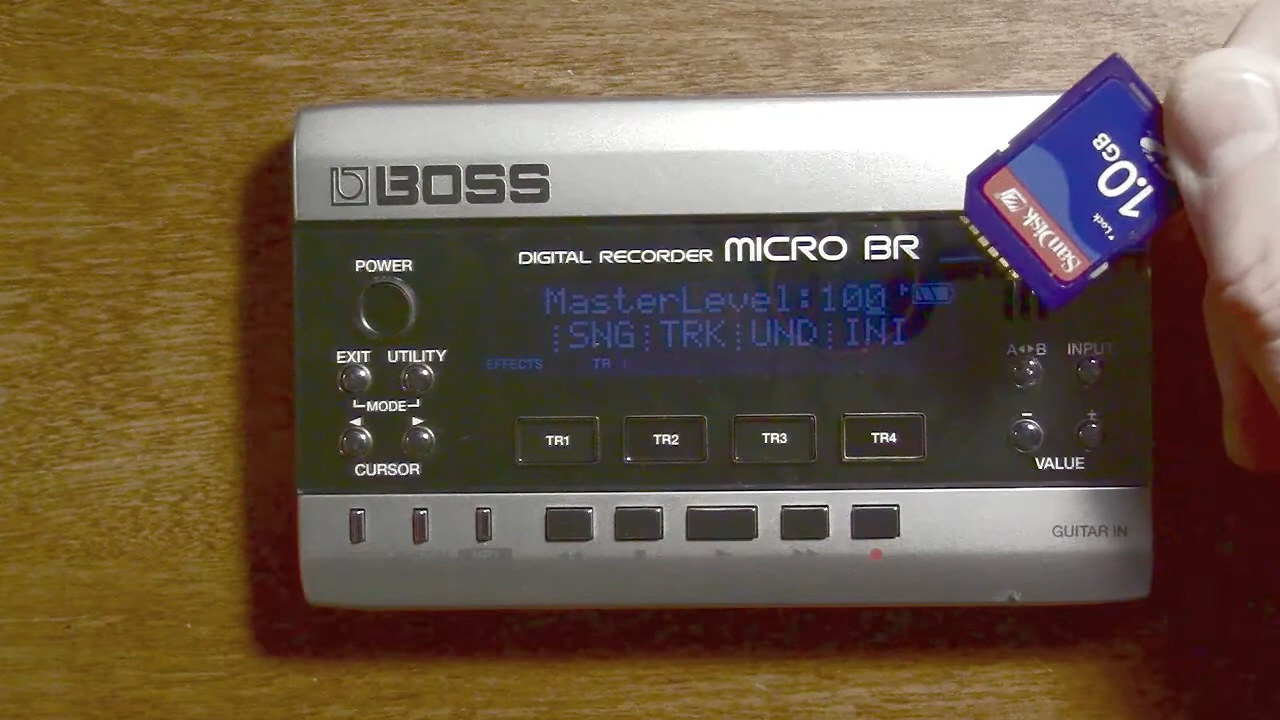 BOSS
DIGITAL RECORDER MICRO BR
1.0GB
Lock
SanDisk
POWER
MasterLevel:100
SNG TRK UND INI
EXIT UTILITY
EFFECTS TR
A◂▸B INPUT
MODE
CURSOR
TR1 TR2 TR3 TR4
- +
VALUE
GUITAR IN